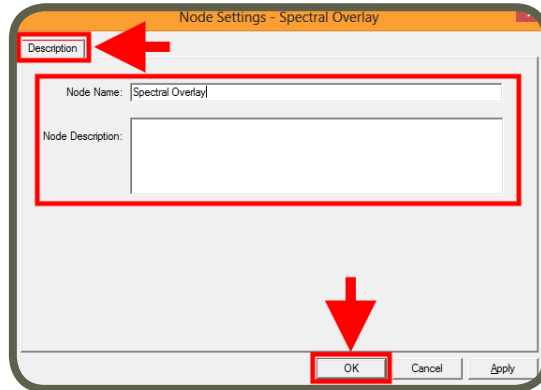 Node Settings - Spectral Overlay
Description
Node Name: Spectral Overlay
Node Description:
OK Cancel Apply